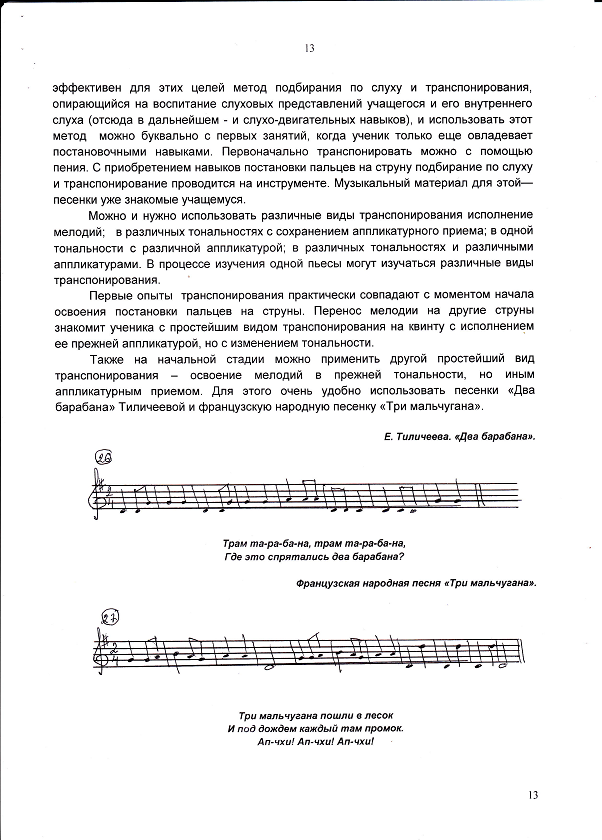 13
эффективен для этих целей метод подбирания по слуху и транспонирования,
опирающийся на воспитание слуховых представлений учащегося и его внутреннего
слуха (отсюда в дальнейшем - и слухо-двигательных навыков), и использовать этот
метод можно буквально с первых занятий, когда ученик только еще овладевает
постановочными навыками. Первоначально транспонировать можно с помощью
пения. С приобретением навыков постановки пальцев на струну подбирание по слуху
и транспонирование проводится на инструменте. Музыкальный материал для этой—
песенки уже знакомые учащемуся.
Можно и нужно использовать различные виды транспонирования исполнение
мелодий; в различных тональностях с сохранением аппликатурного приема; в одной
тональности с различной аппликатурой; в различных тональностях и различными
аппликатурами. В процессе изучения одной пьесы могут изучаться различные виды
транспонирования.
Первые опыты транспонирования практически совпадают с моментом начала
освоения постановки пальцев на струны. Перенос мелодии на другие струны
знакомит ученика с простейшим видом транспонирования на квинту с исполнением
ее прежней аппликатурой, но с изменением тональности.
Также на начальной стадии можно применить другой простейший вид
транспонирования – освоение мелодий в прежней тональности, но иным
аппликатурным приемом. Для этого очень удобно использовать песенки «Два
барабана» Тиличеевой и французскую народную песенку «Три мальчугана».
Е. Тиличеева. «Два барабана».
26
2
4
Трам та-ра-ба-на, трам та-ра-ба-на,
Где это спрятались два барабана?
Французская народная песня «Три мальчугана».
27
2
4
Три мальчугана пошли в лесок
И под дождем каждый там промок.
Ап-чхи! Ап-чхи! Ап-чхи!
13